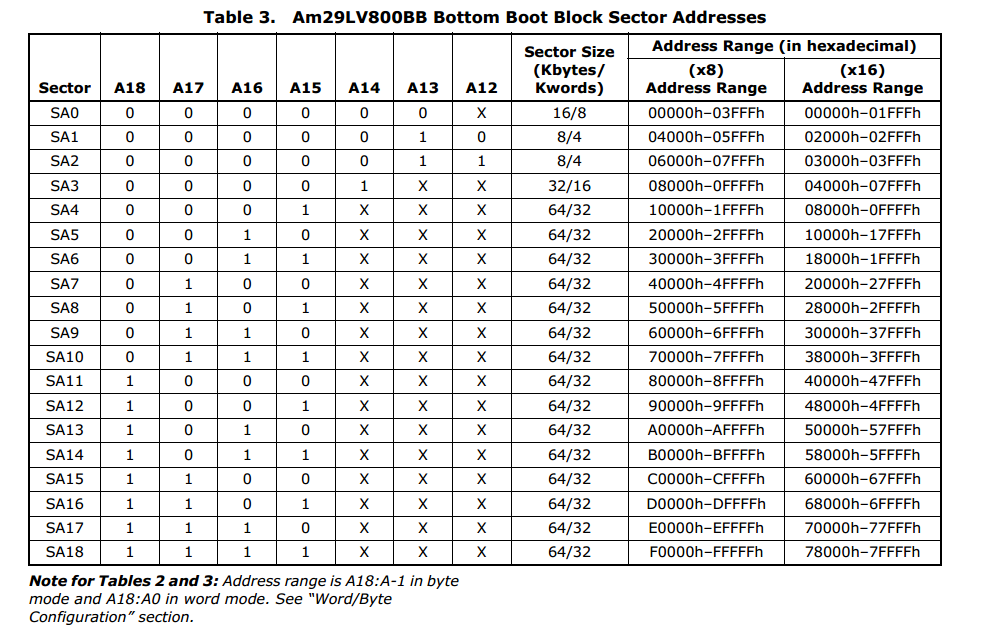 Table 3. Am29LV800BB Bottom Boot Block Sector Addresses
Sector A18 A17 A16 A15 A14 A13 A12 Sector Size (Kbytes/ Kwords) Address Range (in hexadecimal)
(x8) Address Range (x16) Address Range
SA0 0 0 0 0 0 0 X 16/8 00000h–03FFFh 00000h–01FFFh
SA1 0 0 0 0 0 1 0 8/4 04000h–05FFFh 02000h–02FFFh
SA2 0 0 0 0 0 1 1 8/4 06000h–07FFFh 03000h–03FFFh
SA3 0 0 0 0 1 X X 32/16 08000h–0FFFFh 04000h–07FFFh
SA4 0 0 0 1 X X X 64/32 10000h–1FFFFh 08000h–0FFFFh
SA5 0 0 1 0 X X X 64/32 20000h–2FFFFh 10000h–17FFFh
SA6 0 0 1 1 X X X 64/32 30000h–3FFFFh 18000h–1FFFFh
SA7 0 1 0 0 X X X 64/32 40000h–4FFFFh 20000h–27FFFh
SA8 0 1 0 1 X X X 64/32 50000h–5FFFFh 28000h–2FFFFh
SA9 0 1 1 0 X X X 64/32 60000h–6FFFFh 30000h–37FFFh
SA10 0 1 1 1 X X X 64/32 70000h–7FFFFh 38000h–3FFFFh
SA11 1 0 0 0 X X X 64/32 80000h–8FFFFh 40000h–47FFFh
SA12 1 0 0 1 X X X 64/32 90000h–9FFFFh 48000h–4FFFFh
SA13 1 0 1 0 X X X 64/32 A0000h–AFFFFh 50000h–57FFFh
SA14 1 0 1 1 X X X 64/32 B0000h–BFFFFh 58000h–5FFFFh
SA15 1 1 0 0 X X X 64/32 C0000h–CFFFFh 60000h–67FFFh
SA16 1 1 0 1 X X X 64/32 D0000h–DFFFFh 68000h–6FFFFh
SA17 1 1 1 0 X X X 64/32 E0000h–EFFFFh 70000h–77FFFh
SA18 1 1 1 1 X X X 64/32 F0000h–FFFFFh 78000h–7FFFFh
Note for Tables 2 and 3: Address range is A18:A-1 in byte
mode and A18:A0 in word mode. See “Word/Byte
Configuration” section.